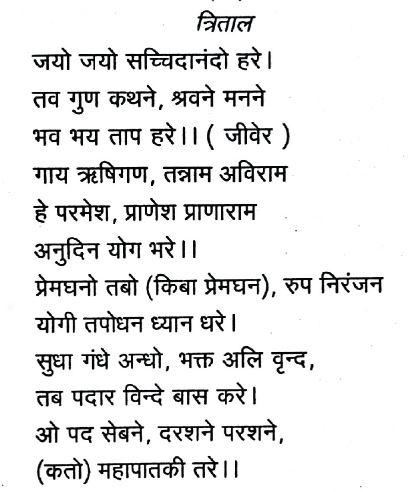 त्रिताल
जयो जयो सच्चिदानंदो हरे।
तव गुण कथने, श्रवने मनने
भव भय ताप हरे।। ( जीवेर )
गाय ऋषिगण, तन्नाम अविराम
हे परमेश, प्राणेश प्राणाराम
अनुदिन योग भरे।।
प्रेमघनो तबो (किबा प्रेमघन), रुप निरंजन
योगी तपोधन ध्यान धरे।
सुधा गंधे अन्धो, भक्त अलि वृन्द,
तब पदार विन्दे बास करे।
ओ पद सेबने, दरशने परशने,
(कतो) महापातकी तरे।।